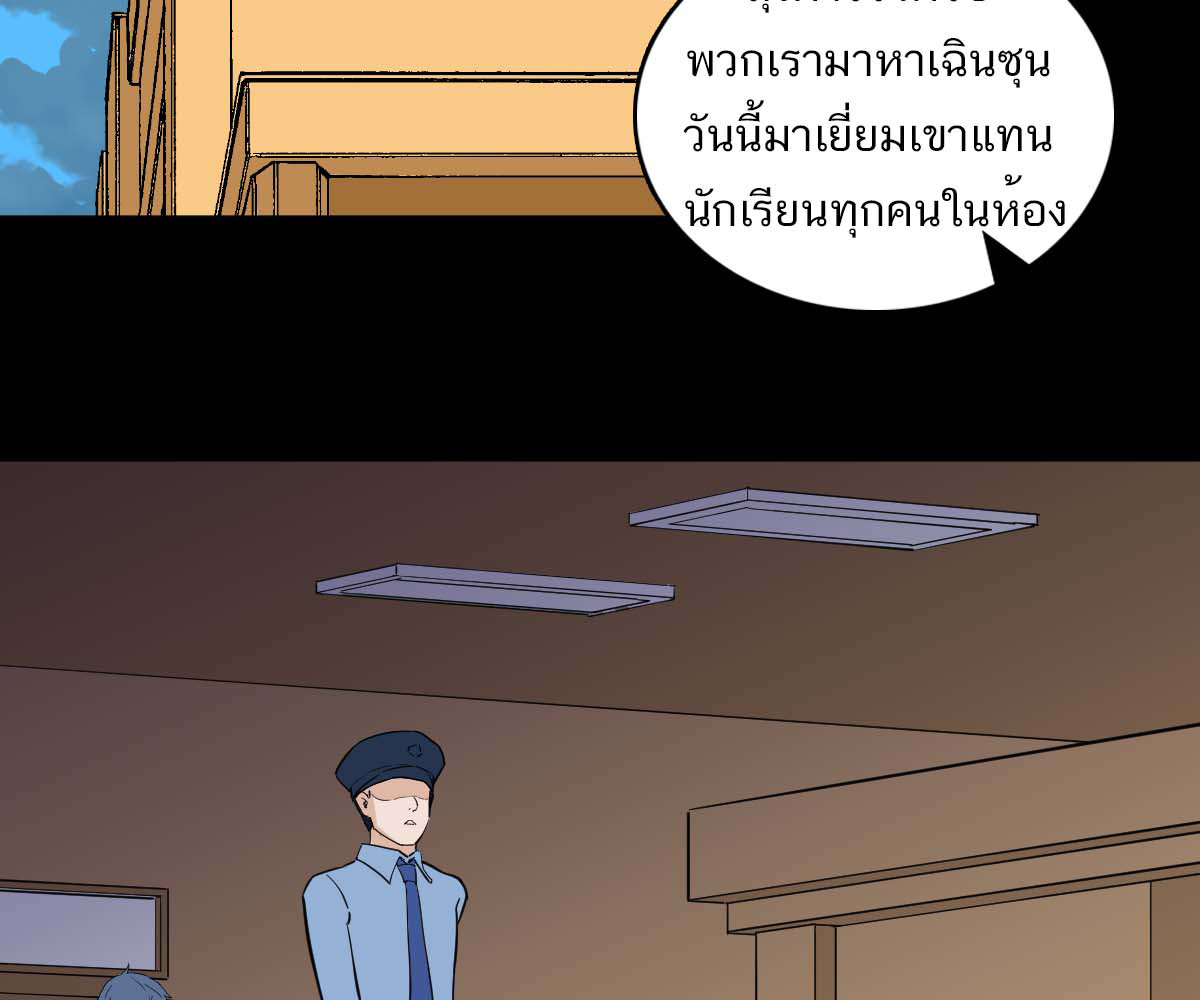 พวกเรามาหาเฉินซุน
วันนี้มาเยี่ยมเขาแทน
นักเรียนทุกคนในห้อง